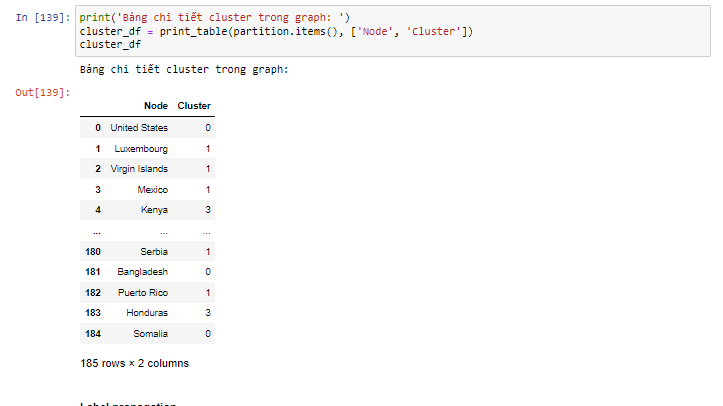 In [139]: print('Bảng chi tiết cluster trong graph: ')
cluster_df = print_table(partition.items(), ['Node', 'Cluster'])
cluster_df
Bảng chi tiết cluster trong graph:
Out[139]:
Node Cluster
0 United States 0
1 Luxembourg 1
2 Virgin Islands 1
3 Mexico 1
4 Kenya 3
... ... ...
180 Serbia 1
181 Bangladesh 0
182 Puerto Rico 1
183 Honduras 3
184 Somalia 0
185 rows × 2 columns
Label propagation